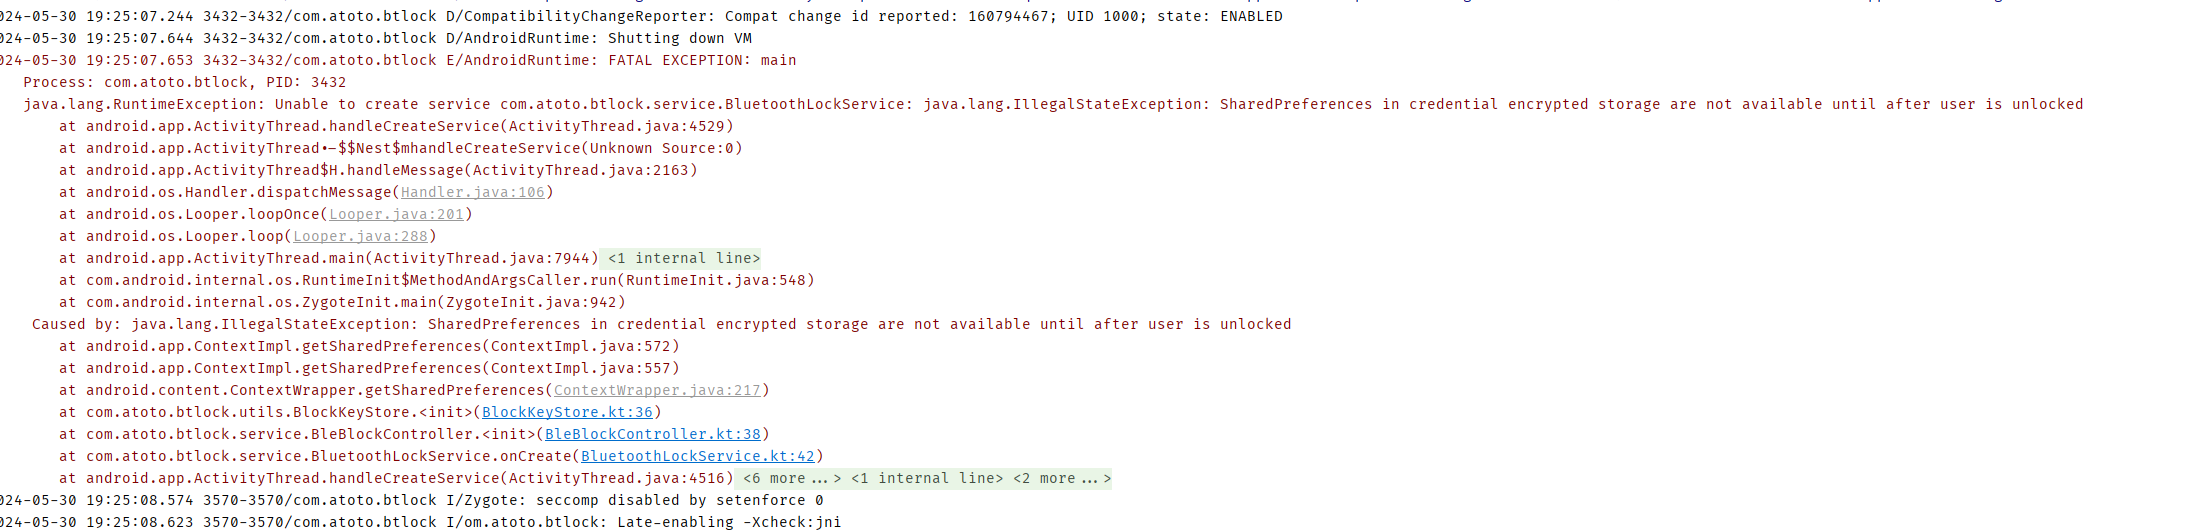 024-05-30 19:25:07.244 3432-3432/com.atoto.btlock D/CompatibilityChangeReporter: Compat change id reported: 160794467; UID 1000; state: ENABLED
024-05-30 19:25:07.644 3432-3432/com.atoto.btlock D/AndroidRuntime: Shutting down VM
024-05-30 19:25:07.653 3432-3432/com.atoto.btlock E/AndroidRuntime: FATAL EXCEPTION: main
Process: com.atoto.btlock, PID: 3432
java.lang.RuntimeException: Unable to create service com.atoto.btlock.service.BluetoothLockService: java.lang.IllegalStateException: SharedPreferences in credential encrypted storage are not available until after user is unlocked
at android.app.ActivityThread.handleCreateService(ActivityThread.java:4529)
at android.app.ActivityThread•-$$Nest$mhandleCreateService(Unknown Source:0)
at android.app.ActivityThread$H.handleMessage(ActivityThread.java:2163)
at android.os.Handler.dispatchMessage(Handler.java:106)
at android.os.Looper.loopOnce(Looper.java:201)
at android.os.Looper.loop(Looper.java:288)
at android.app.ActivityThread.main(ActivityThread.java:7944) <1 internal line>
at com.android.internal.os.RuntimeInit$MethodAndArgsCaller.run(RuntimeInit.java:548)
at com.android.internal.os.ZygoteInit.main(ZygoteInit.java:942)
Caused by: java.lang.IllegalStateException: SharedPreferences in credential encrypted storage are not available until after user is unlocked
at android.app.ContextImpl.getSharedPreferences(ContextImpl.java:572)
at android.app.ContextImpl.getSharedPreferences(ContextImpl.java:557)
at android.content.ContextWrapper.getSharedPreferences(ContextWrapper.java:217)
at com.atoto.btlock.utils.BlockKeyStore.<init>(BlockKeyStore.kt:36)
at com.atoto.btlock.service.BleBlockController.<init>(BleBlockController.kt:38)
at com.atoto.btlock.service.BluetoothLockService.onCreate(BluetoothLockService.kt:42)
at android.app.ActivityThread.handleCreateService(ActivityThread.java:4516) <6 more...> <1 internal line> <2 more...>
024-05-30 19:25:08.574 3570-3570/com.atoto.btlock I/Zygote: seccomp disabled by setenforce 0
024-05-30 19:25:08.623 3570-3570/com.atoto.btlock I/om.atoto.btlock: Late-enabling -Xcheck:jni